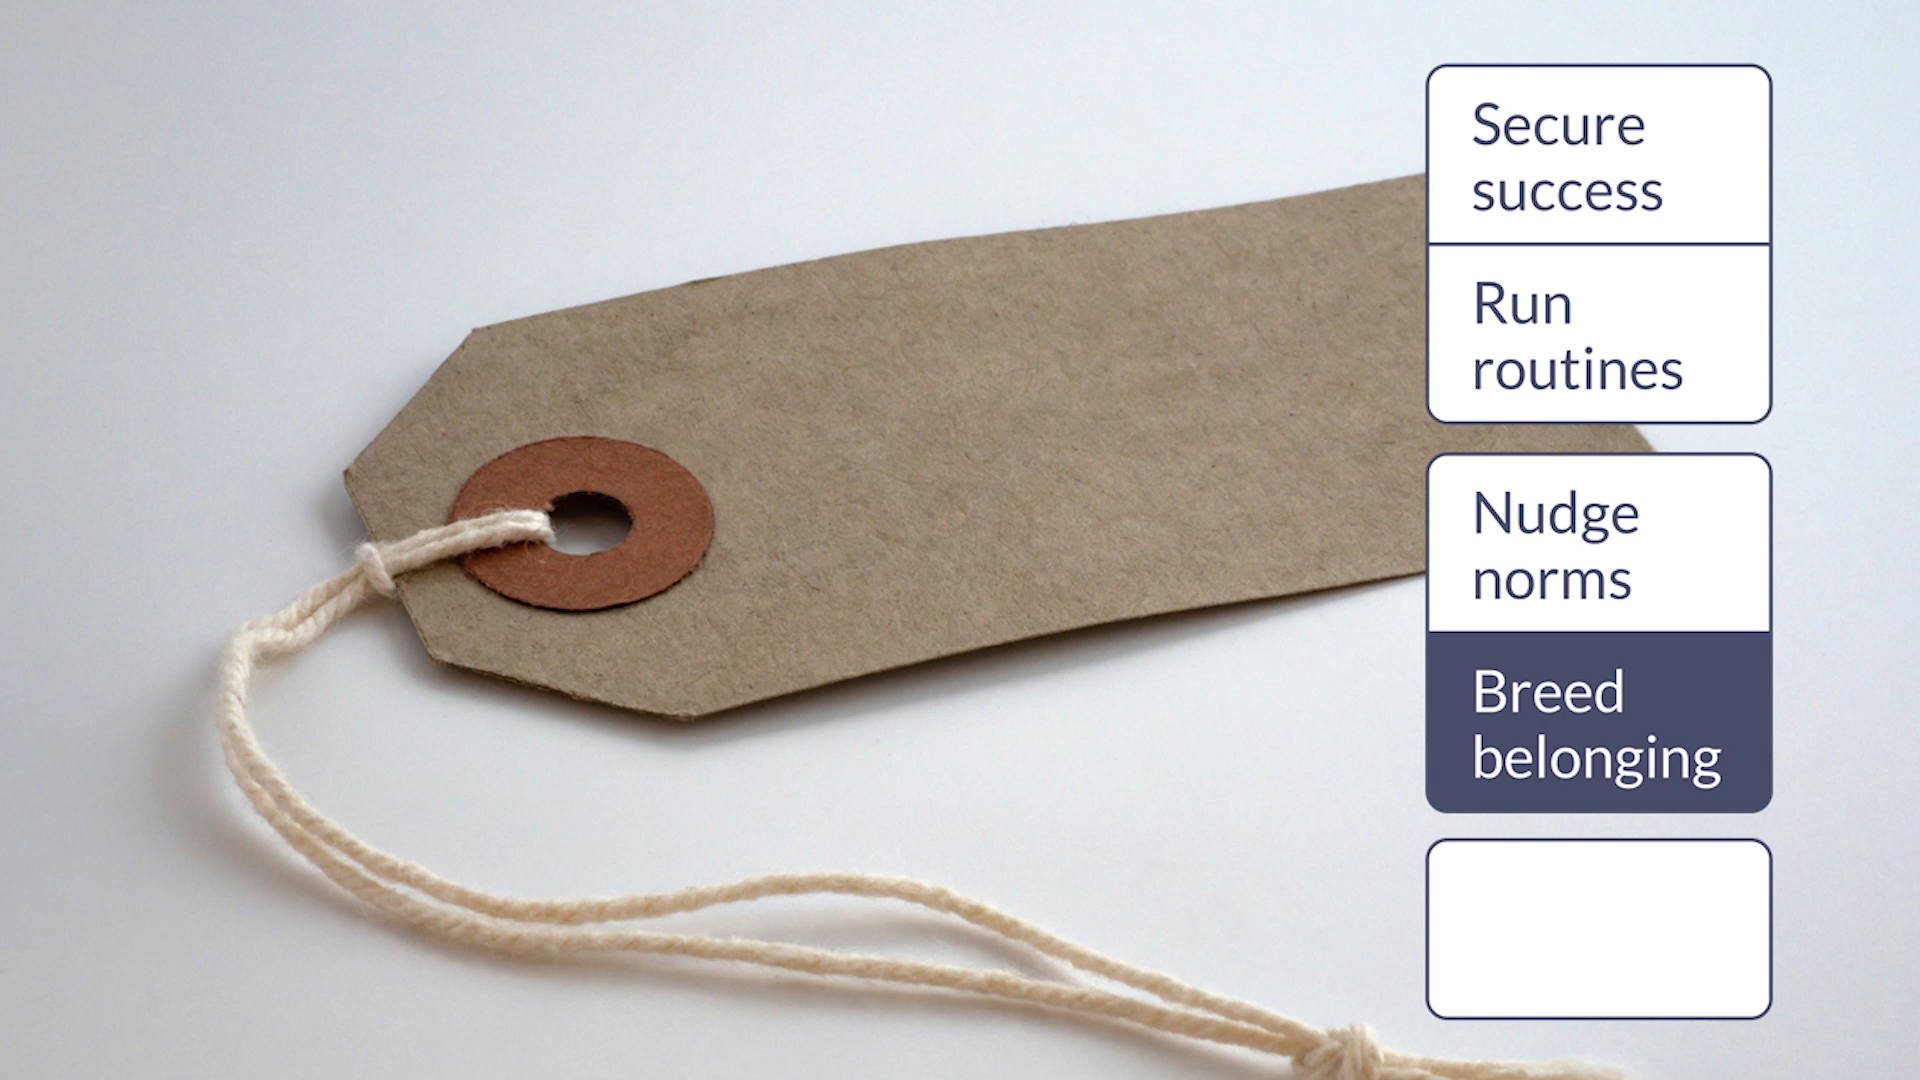 Secure
success
Run
routines
Nudge
norms
Breed
belonging